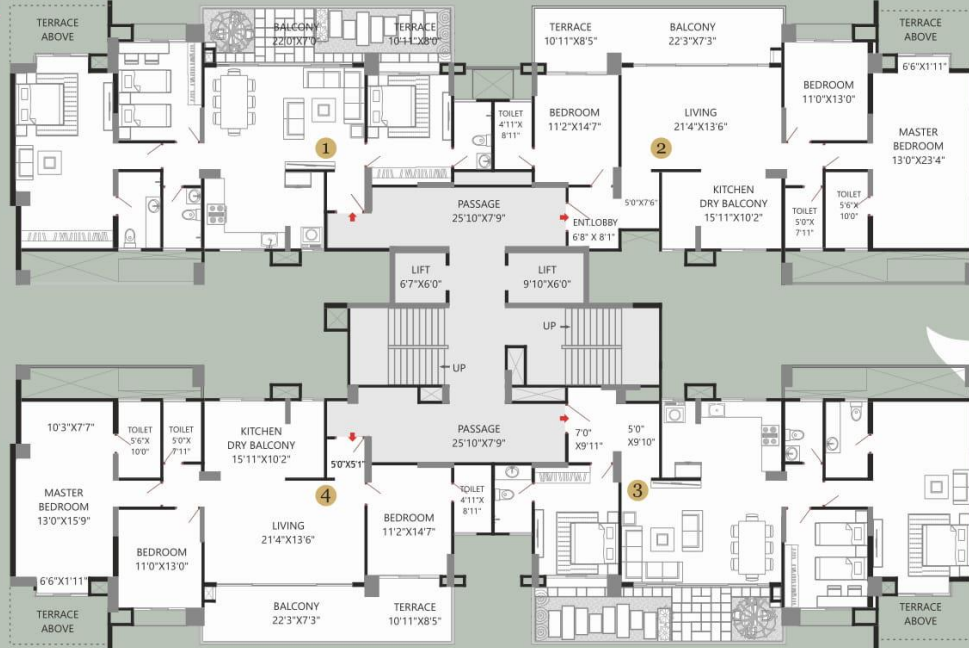 TERRACE
ABOVE
BALCONY
22'0"X7'0"
TERRACE
10'11"X8'0"
TERRACE
10'11"X8'5"
BALCONY
22'3"X7'3"
TERRACE
ABOVE
6'6"X1'11"
BEDROOM
11'0"X13'0"
TOILET
4'11"X
8'11"
BEDROOM
11'2"X14'7"
LIVING
21'4"X13'6"
MASTER
BEDROOM
13'0"X23'4"
1
2
PASSAGE
25'10"X7'9"
ENT.LOBBY
6'8" X 8'1"
5'0"X7'6"
KITCHEN
DRY BALCONY
15'11"X10'2"
TOILET
5'0"X
7'11"
TOILET
5'6"X
10'0"
LIFT
6'7"X6'0"
LIFT
9'10"X6'0"
UP
UP
10'3"X7'7"
TOILET
5'6"X
10'0"
TOILET
5'0"X
7'11"
KITCHEN
DRY BALCONY
15'11"X10'2"
5'0"X5'1"
PASSAGE
25'10"X7'9"
7'0"
X9'11"
5'0"
X9'10"
4
3
MASTER
BEDROOM
13'0"X15'9"
BEDROOM
11'0"X13'0"
LIVING
21'4"X13'6"
BEDROOM
11'2"X14'7"
TOILET
4'11"X
8'11"
6'6"X1'11"
TERRACE
ABOVE
BALCONY
22'3"X7'3"
TERRACE
10'11"X8'5"
TERRACE
ABOVE